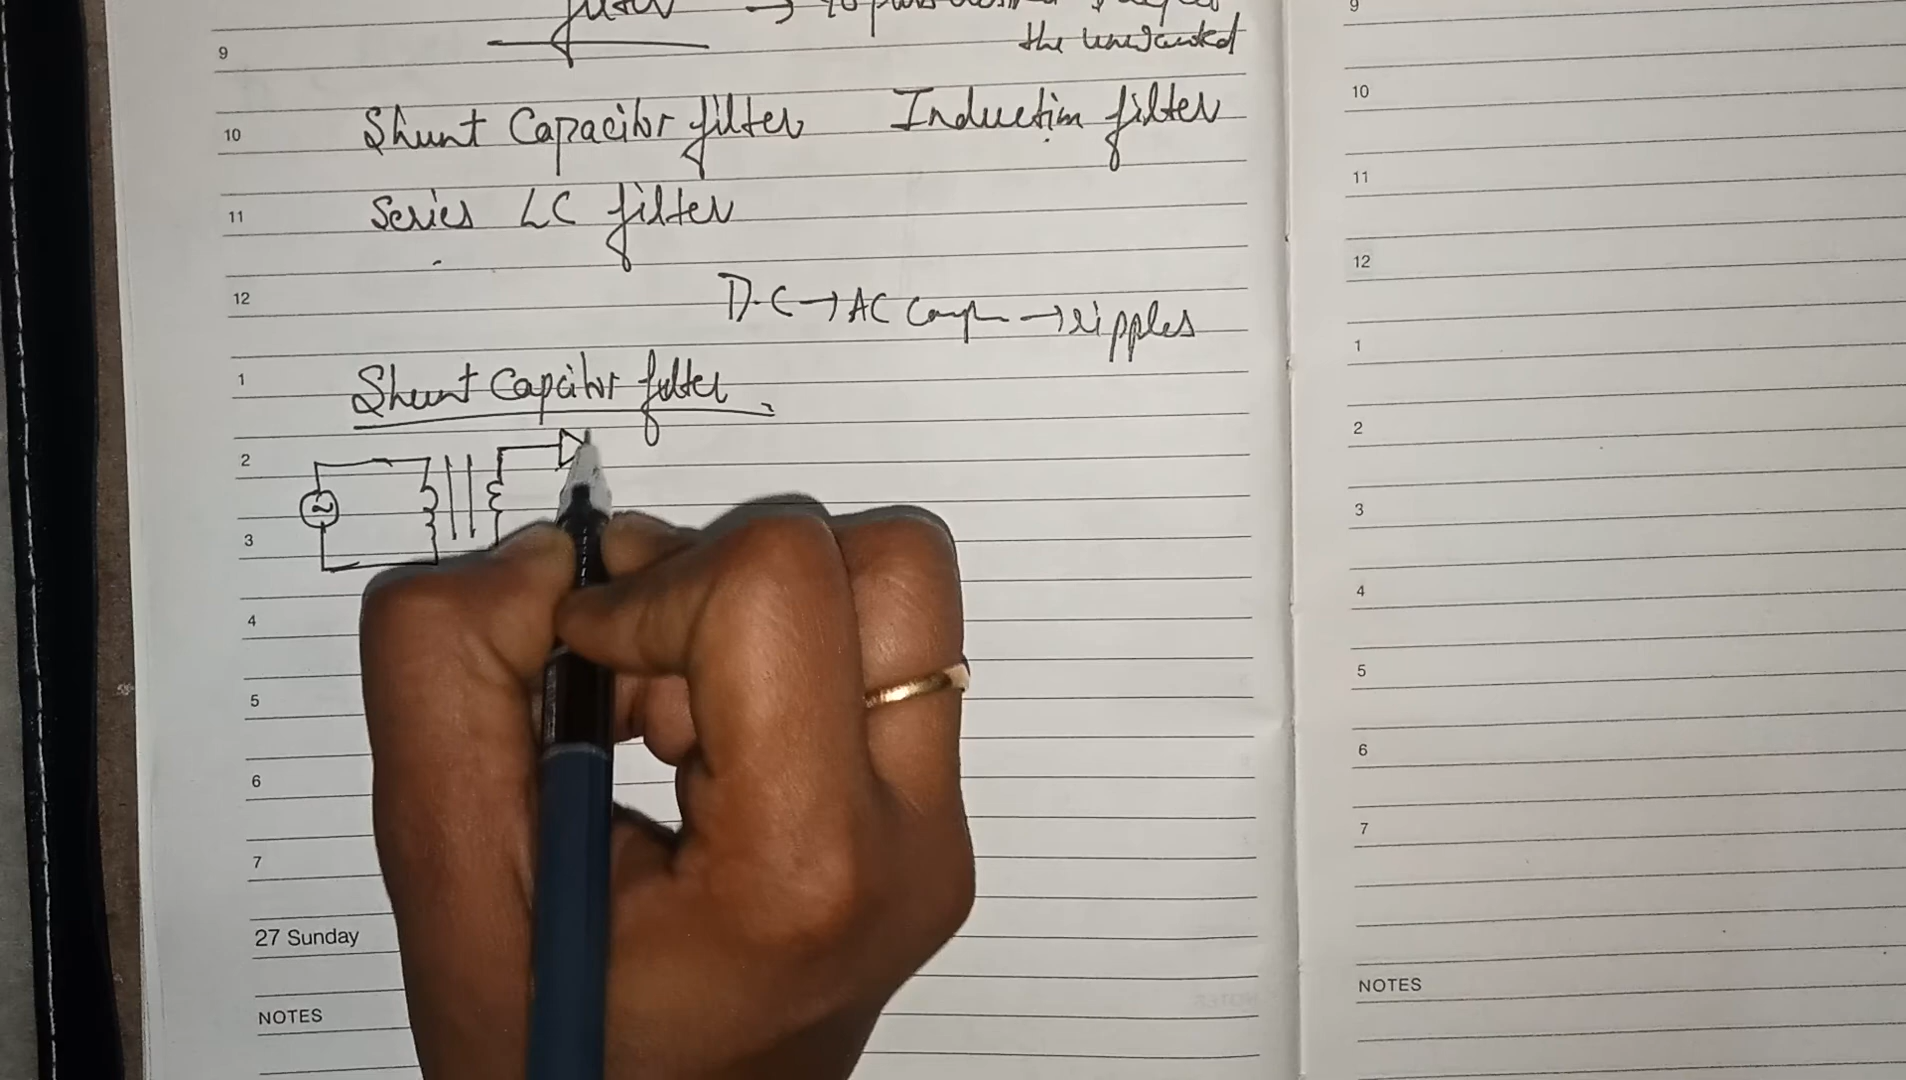 filter →
the unwanted
Shunt Capacitor filter Induction filter
Series LC filter
D.C → AC Comp → ripples
Shunt Capcitor filter
9
10
11
12
1
2
3
4
5
6
7
27 Sunday
NOTES
9
10
11
12
1
2
3
4
5
6
7
NOTES